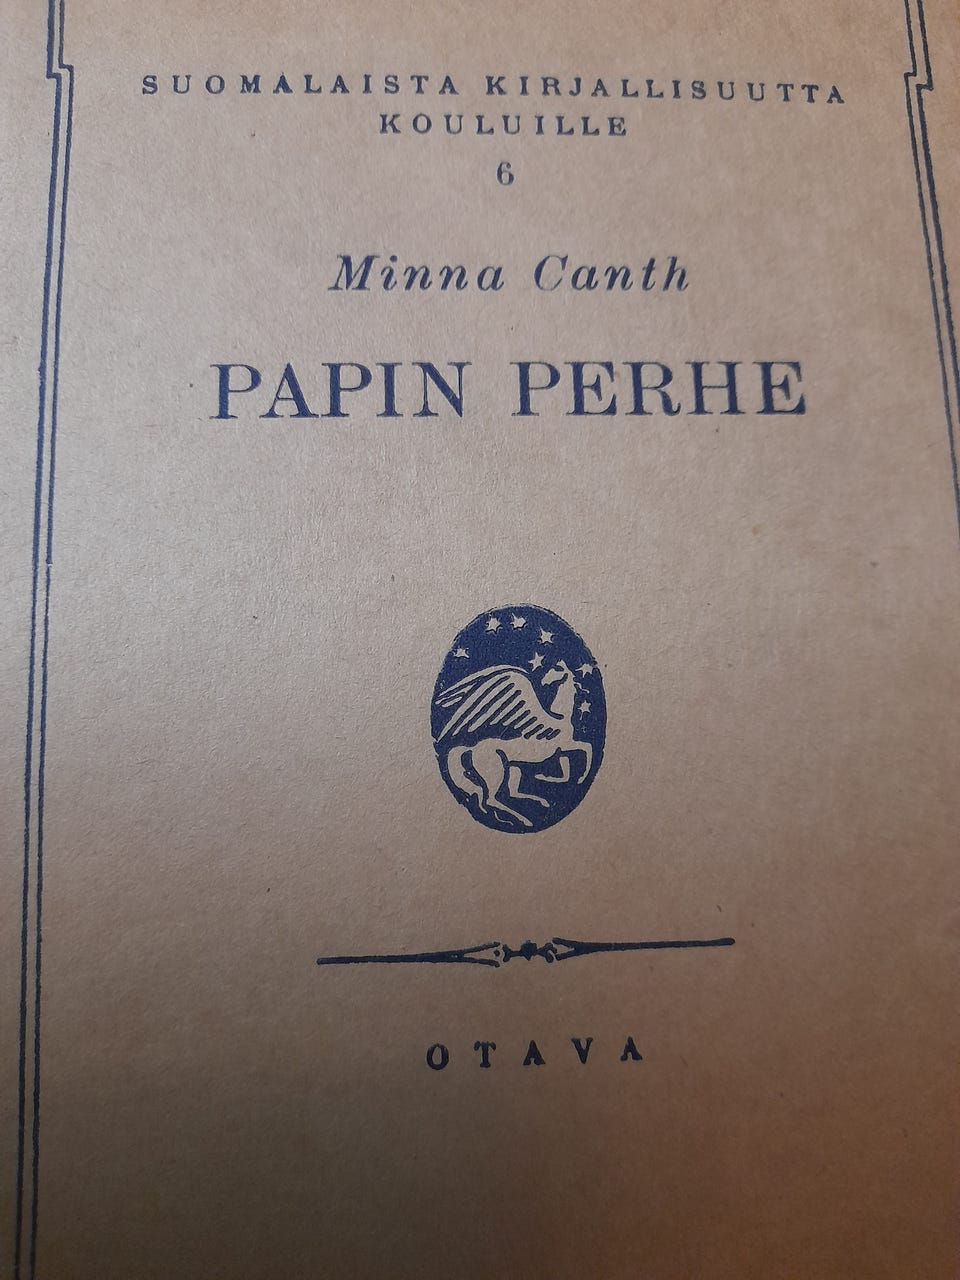 SUOMALAISTA KIRJALLISUUTTA
KOULUILLE
6
Minna Canth
PAPIN PERHE
OTAVA